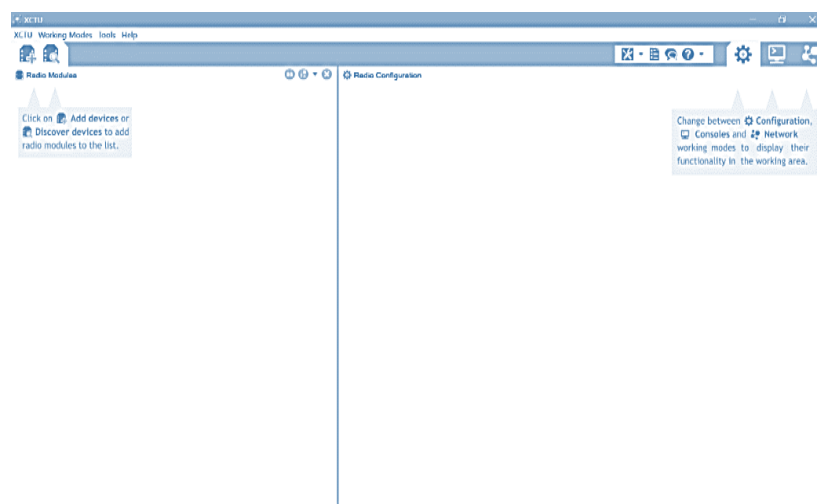 XCTU
XCTU Working Modes Tools Help
Radio Modules
Radio Configuration
Click on Add devices or
Discover devices to add
radio modules to the list.
Change between Configuration,
Consoles and Network
working modes to display their
functionality in the working area.